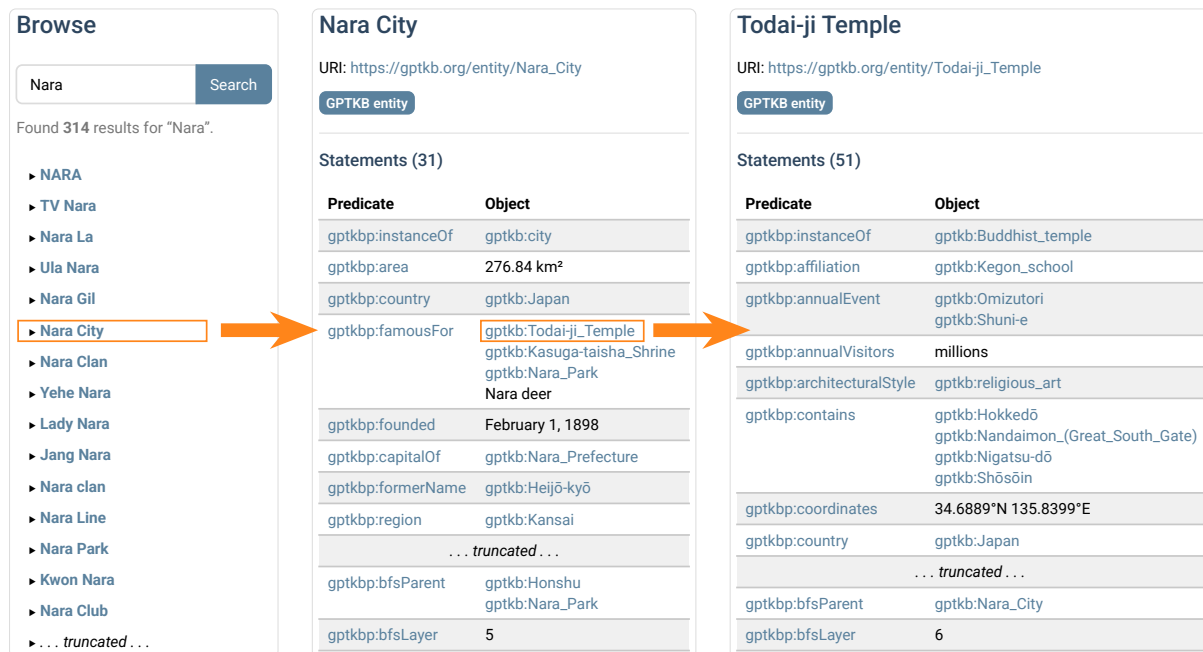 Browse
Nara Search
Found 314 results for “Nara”.
▸ NARA
▸ TV Nara
▸ Nara La
▸ Ula Nara
▸ Nara Gil
▸ Nara City
▸ Nara Clan
▸ Yehe Nara
▸ Lady Nara
▸ Jang Nara
▸ Nara clan
▸ Nara Line
▸ Nara Park
▸ Kwon Nara
▸ Nara Club
▸ . . . truncated . . .
Nara City
URI: https://gptkb.org/entity/Nara_City
GPTKB entity
Statements (31)
Predicate Object
gptkbp:instanceOf gptkb:city
gptkbp:area 276.84 km²
gptkbp:country gptkb:Japan
gptkbp:famousFor gptkb:Todai-ji_Temple
gptkb:Kasuga-taisha_Shrine
gptkb:Nara_Park
Nara deer
gptkbp:founded February 1, 1898
gptkbp:capitalOf gptkb:Nara_Prefecture
gptkbp:formerName gptkb:Heijō-kyō
gptkbp:region gptkb:Kansai
. . . truncated . . .
gptkbp:bfsParent gptkb:Honshu
gptkb:Nara_Park
gptkbp:bfsLayer 5
Todai-ji Temple
URI: https://gptkb.org/entity/Todai-ji_Temple
GPTKB entity
Statements (51)
Predicate Object
gptkbp:instanceOf gptkb:Buddhist_temple
gptkbp:affiliation gptkb:Kegon_school
gptkbp:annualEvent gptkb:Omizutori
gptkb:Shuni-e
gptkbp:annualVisitors millions
gptkbp:architecturalStyle gptkb:religious_art
gptkbp:contains gptkb:Hokkedō
gptkb:Nandaimon_(Great_South_Gate)
gptkb:Nigatsu-dō
gptkb:Shōsōin
gptkbp:coordinates 34.6889°N 135.8399°E
gptkbp:country gptkb:Japan
. . . truncated . . .
gptkbp:bfsParent gptkb:Nara_City
gptkbp:bfsLayer 6